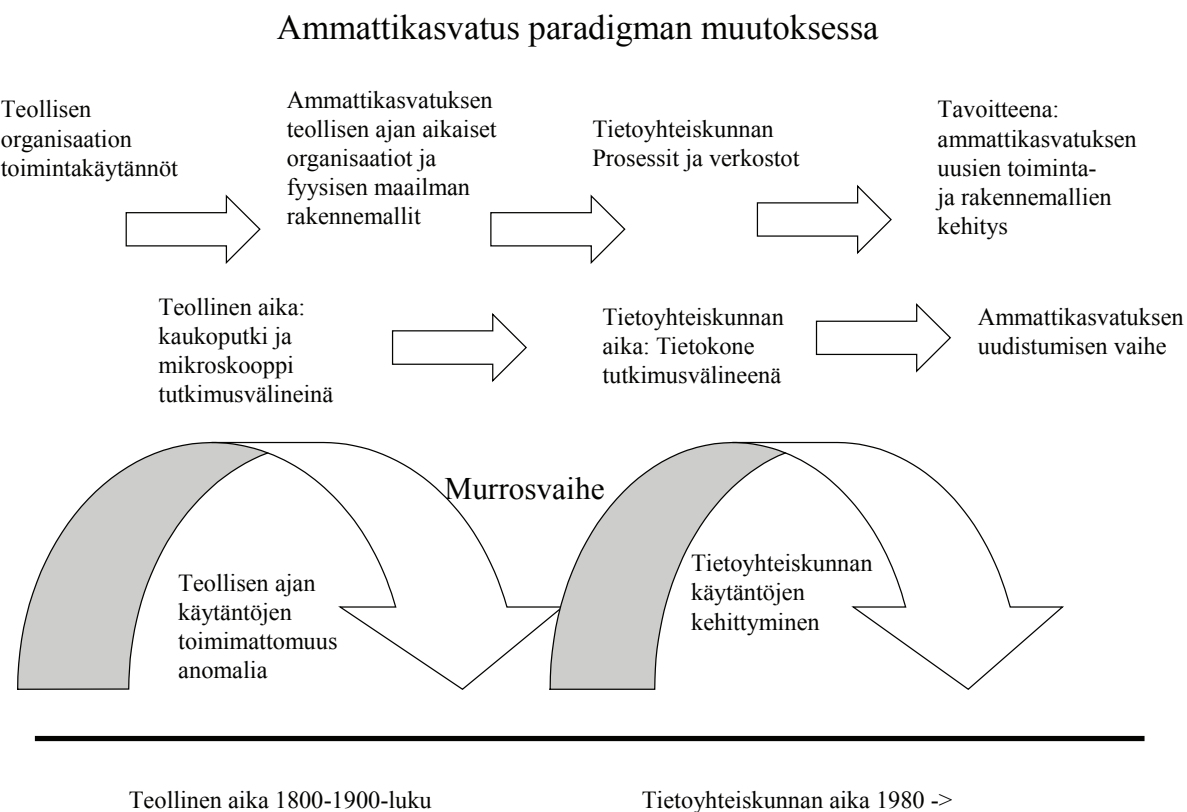 Ammattikasvatus paradigman muutoksessa
Teollisen
organisaation
toimintakäytännöt
Ammattikasvatuksen
teollisen ajan aikaiset
organisaatiot ja
fyysisen maailman
rakennemallit
Tietoyhteiskunnan
Prosessit ja verkostot
Tavoitteena:
ammattikasvatuksen
uusien toiminta-
ja rakennemallien
kehitys
Teollinen aika:
kaukoputki ja
mikroskooppi
tutkimusvälineinä
Tietoyhteiskunnan
aika: Tietokone
tutkimusvälineenä
Ammattikasvatuksen
uudistumisen vaihe
Murrosvaihe
Teollisen ajan
käytäntöjen
toimimattomuus
anomalia
Tietoyhteiskunnan
käytäntöjen
kehittyminen
Teollinen aika 1800-1900-luku
Tietoyhteiskunnan aika 1980 ->